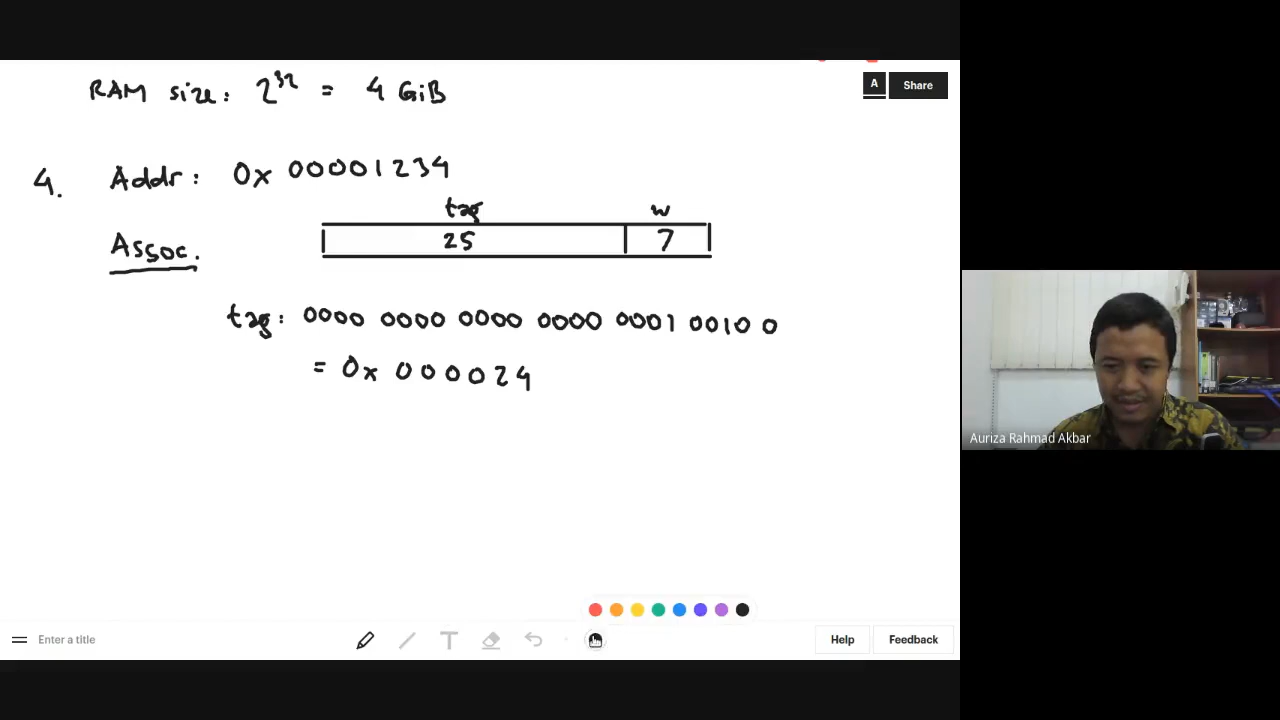 RAM size: 2^32 = 4 GiB
A Share
4. Addr: 0x 00001234
tag w
Assoc. 25 7
tag: 0000 0000 0000 0000 0001 0010 0
= 0x 000024
Auriza Rahmad Akbar
Enter a title T Help Feedback